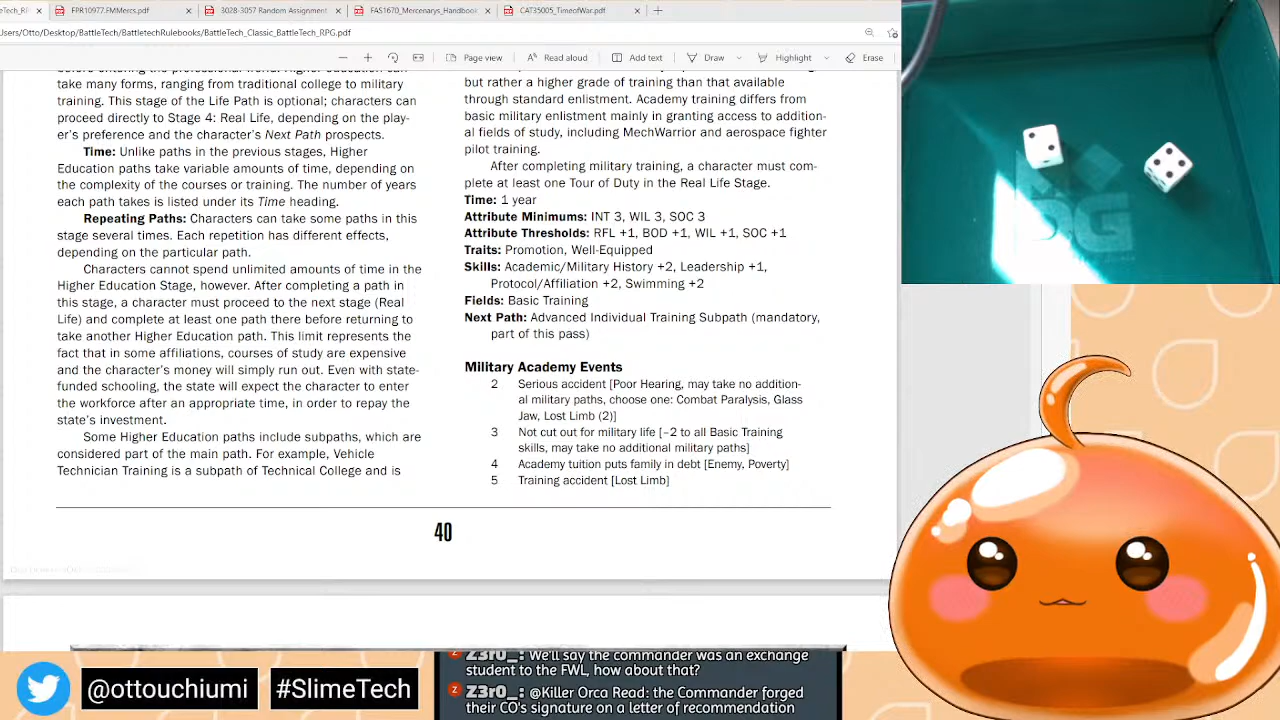 eTech_RP
FPR10977.FMMercs.pdf
3028-3057 Random Assignment
FAS1670_Mercenarys_Handbook
CAT35005_TimeofWar.pdf
Users/Otto/Desktop/BattleTech/BattletechRulebooks/BattleTech_Classic_BattleTech_RPG.pdf
Page view
Read aloud
Add text
Draw
Highlight
Erase
take many forms, ranging from traditional college to military
training. This stage of the Life Path is optional; characters can
proceed directly to Stage 4: Real Life, depending on the play-
er's preference and the character's Next Path prospects.
Time: Unlike paths in the previous stages, Higher
Education paths take variable amounts of time, depending on
the complexity of the courses or training. The number of years
each path takes is listed under its Time heading.
Repeating Paths: Characters can take some paths in this
stage several times. Each repetition has different effects,
depending on the particular path.
Characters cannot spend unlimited amounts of time in the
Higher Education Stage, however. After completing a path in
this stage, a character must proceed to the next stage (Real
Life) and complete at least one path there before returning to
take another Higher Education path. This limit represents the
fact that in some affiliations, courses of study are expensive
and the character's money will simply run out. Even with state-
funded schooling, the state will expect the character to enter
the workforce after an appropriate time, in order to repay the
state's investment.
Some Higher Education paths include subpaths, which are
considered part of the main path. For example, Vehicle
Technician Training is a subpath of Technical College and is
but rather a higher grade of training than that available
through standard enlistment. Academy training differs from
basic military enlistment mainly in granting access to addition-
al fields of study, including MechWarrior and aerospace fighter
pilot training.
After completing military training, a character must com-
plete at least one Tour of Duty in the Real Life Stage.
Time: 1 year
Attribute Minimums: INT 3, WIL 3, SOC 3
Attribute Thresholds: RFL +1, BOD +1, WIL +1, SOC +1
Traits: Promotion, Well-Equipped
Skills: Academic/Military History +2, Leadership +1,
Protocol/Affiliation +2, Swimming +2
Fields: Basic Training
Next Path: Advanced Individual Training Subpath (mandatory,
part of this pass)
Military Academy Events
2 Serious accident [Poor Hearing, may take no addition-
al military paths, choose one: Combat Paralysis, Glass
Jaw, Lost Limb (2)]
3 Not cut out for military life [–2 to all Basic Training
skills, may take no additional military paths]
4 Academy tuition puts family in debt [Enemy, Poverty]
5 Training accident [Lost Limb]
40
DG
@ottouchiumi
#SlimeTech
Z3r0_: We'll say the commander was an exchange
student to the FWL, how about that?
Z3r0_: @Killer Orca Read: the Commander forged
their CO's signature on a letter of recommendation